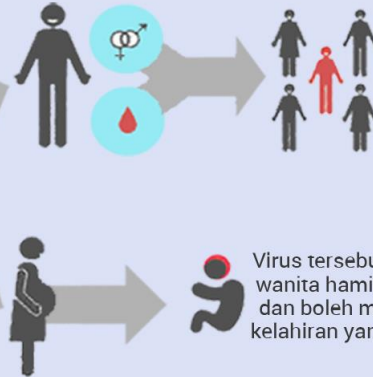 Virus tersebu
wanita hami
dan boleh m
kelahiran yan